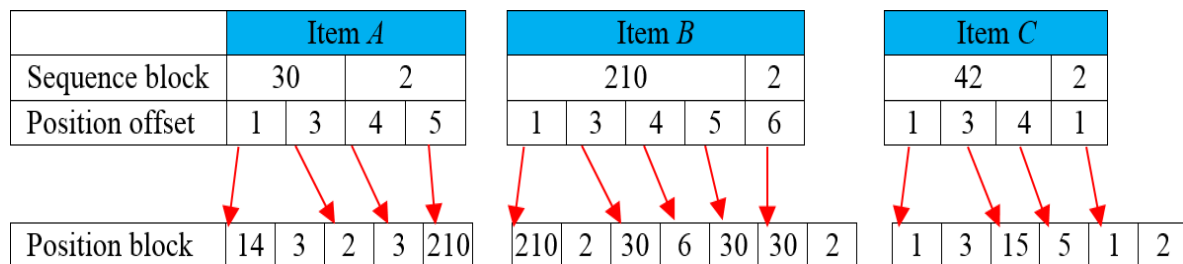 Item A Item B Item C
Sequence block 30 2 210 2 42 2
Position offset 1 3 4 5 1 3 4 5 6 1 3 4 1
Position block 14 3 2 3 210 210 2 30 6 30 30 2 1 3 15 5 1 2